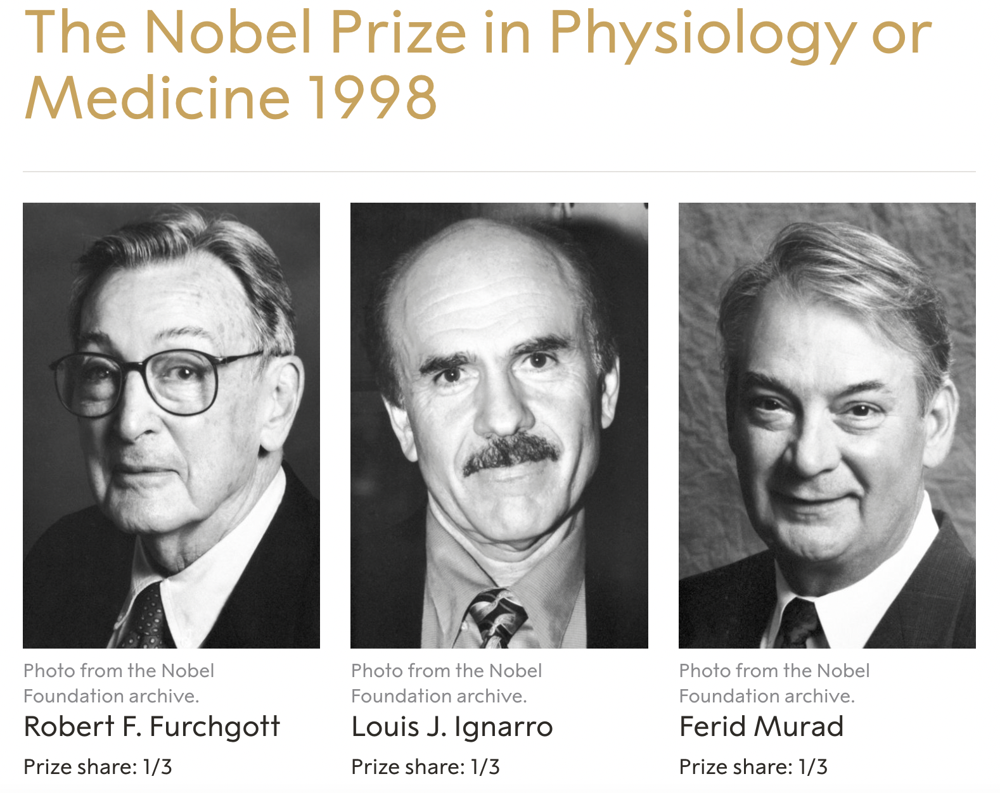 The Nobel Prize in Physiology or
Medicine 1998
Photo from the Nobel
Foundation archive.
Robert F. Furchgott
Prize share: 1/3
Photo from the Nobel
Foundation archive.
Louis J. Ignarro
Prize share: 1/3
Photo from the Nobel
Foundation archive.
Ferid Murad
Prize share: 1/3